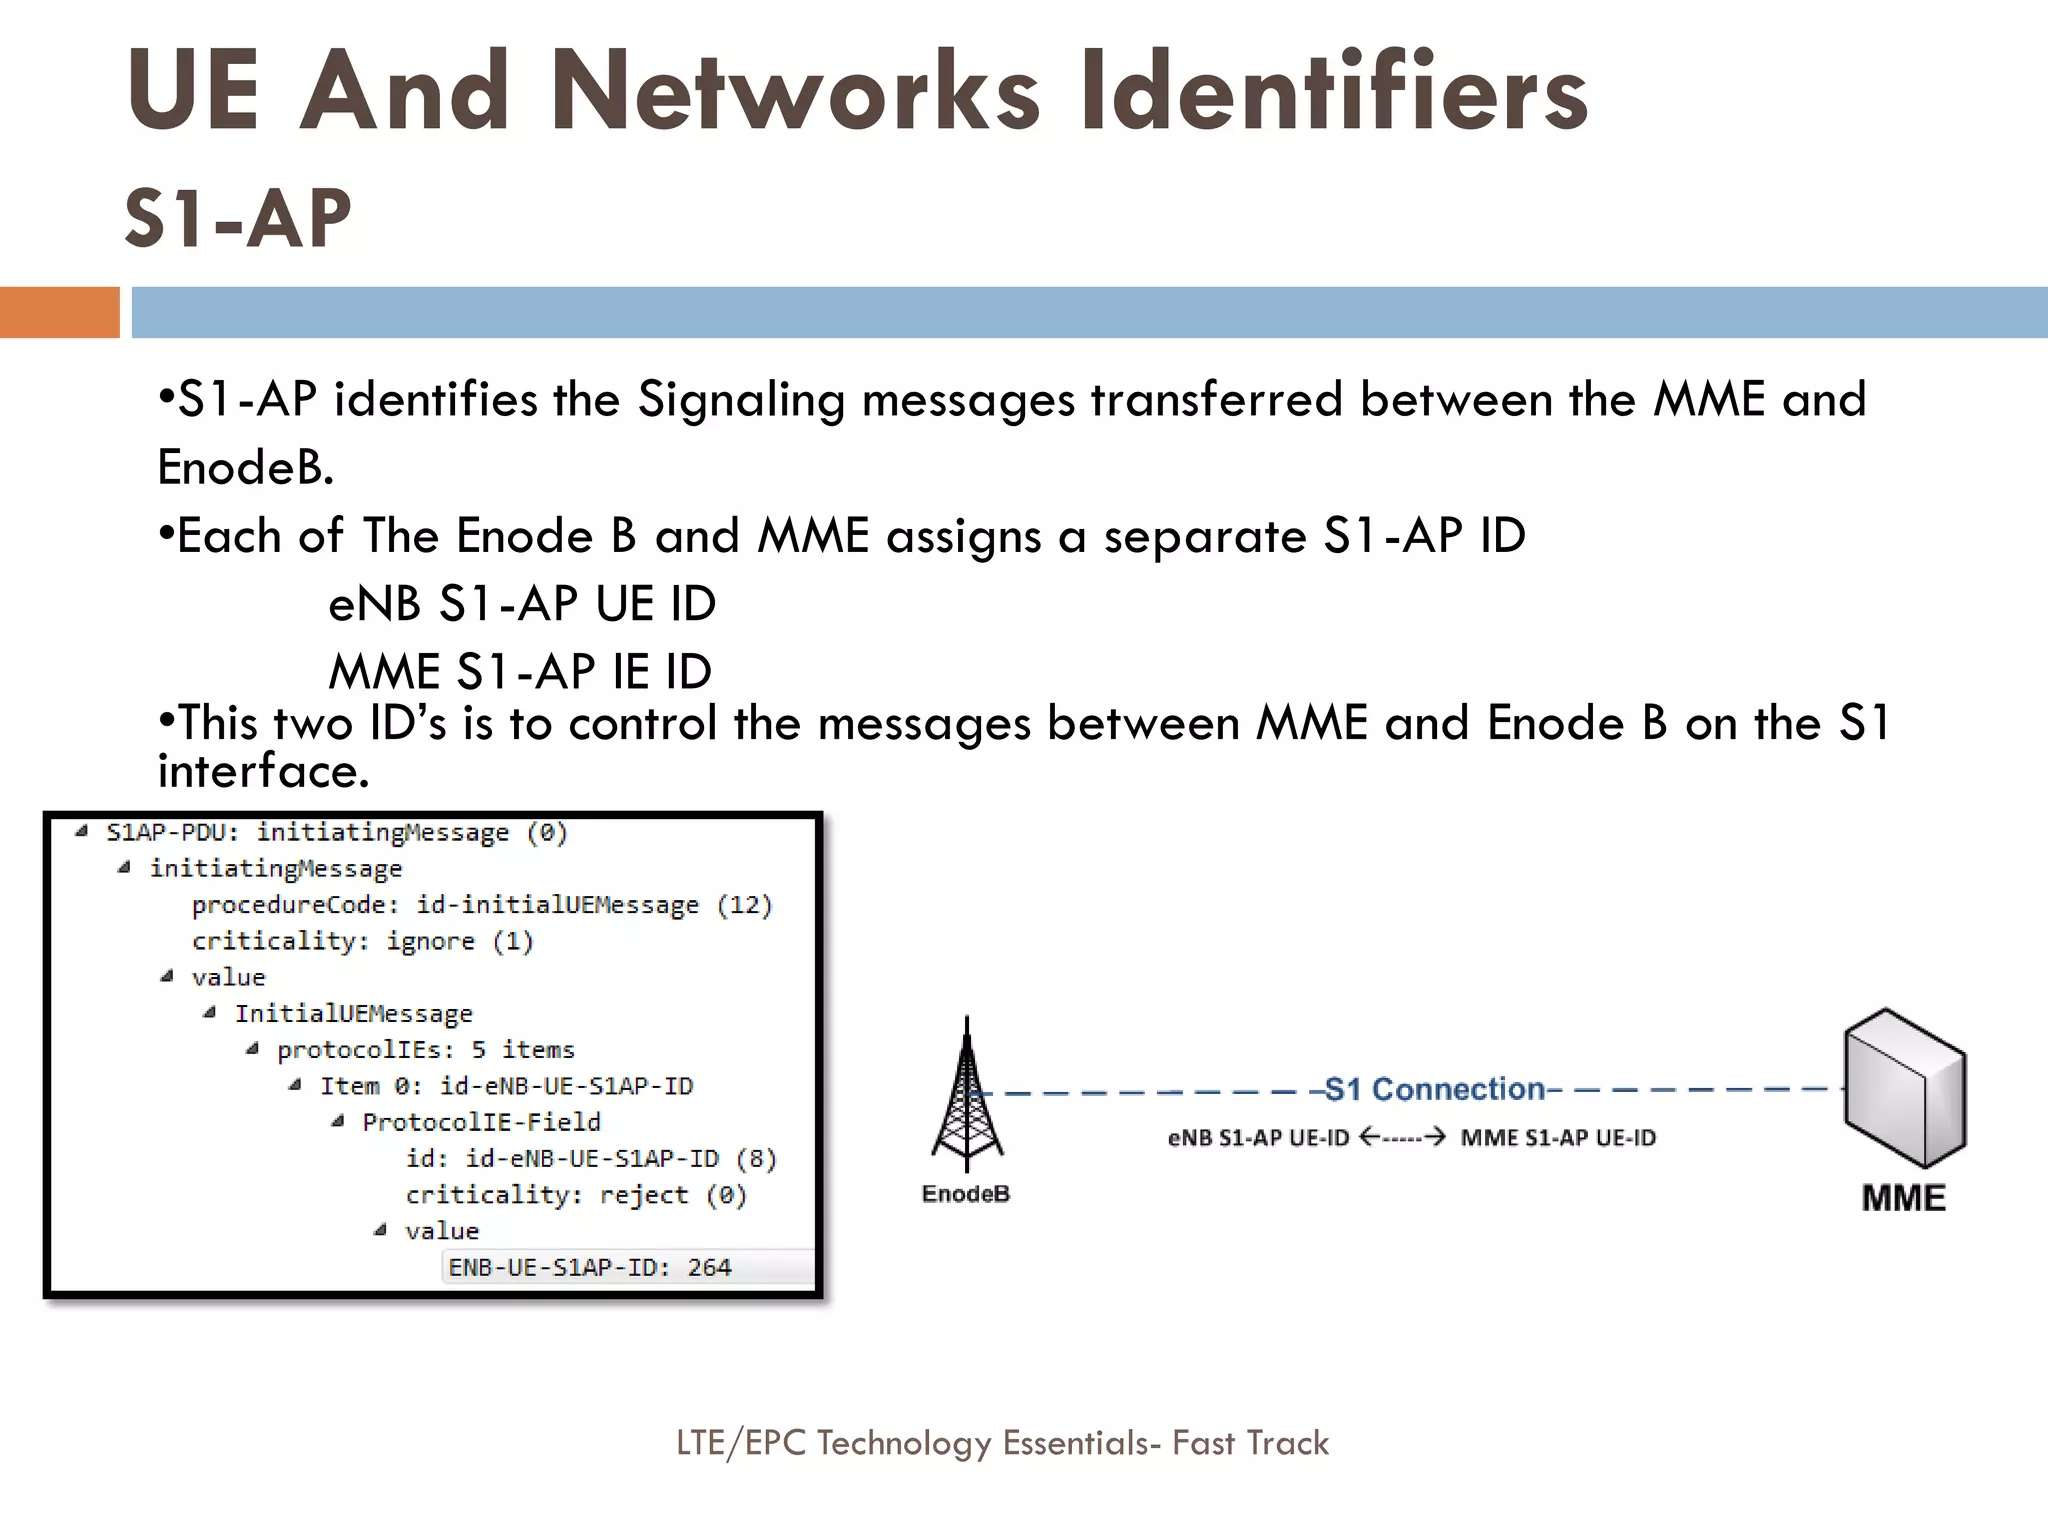 UE And Networks Identifiers
S1-AP
•S1-AP identifies the Signaling messages transferred between the MME and
EnodeB.
•Each of The Enode B and MME assigns a separate S1-AP ID
eNB S1-AP UE ID
MME S1-AP IE ID
•This two ID’s is to control the messages between MME and Enode B on the S1
interface.
S1AP-PDU: initiatingMessage (0)
initiatingMessage
procedureCode: id-initialUEMessage (12)
criticality: ignore (1)
value
InitialUEMessage
protocolIEs: 5 items
Item 0: id-eNB-UE-S1AP-ID
ProtocolIE-Field
id: id-eNB-UE-S1AP-ID (8)
criticality: reject (0)
value
ENB-UE-S1AP-ID: 264
S1 Connection
eNB S1-AP UE-ID ←-----→ MME S1-AP UE-ID
EnodeB
MME
LTE/EPC Technology Essentials- Fast Track